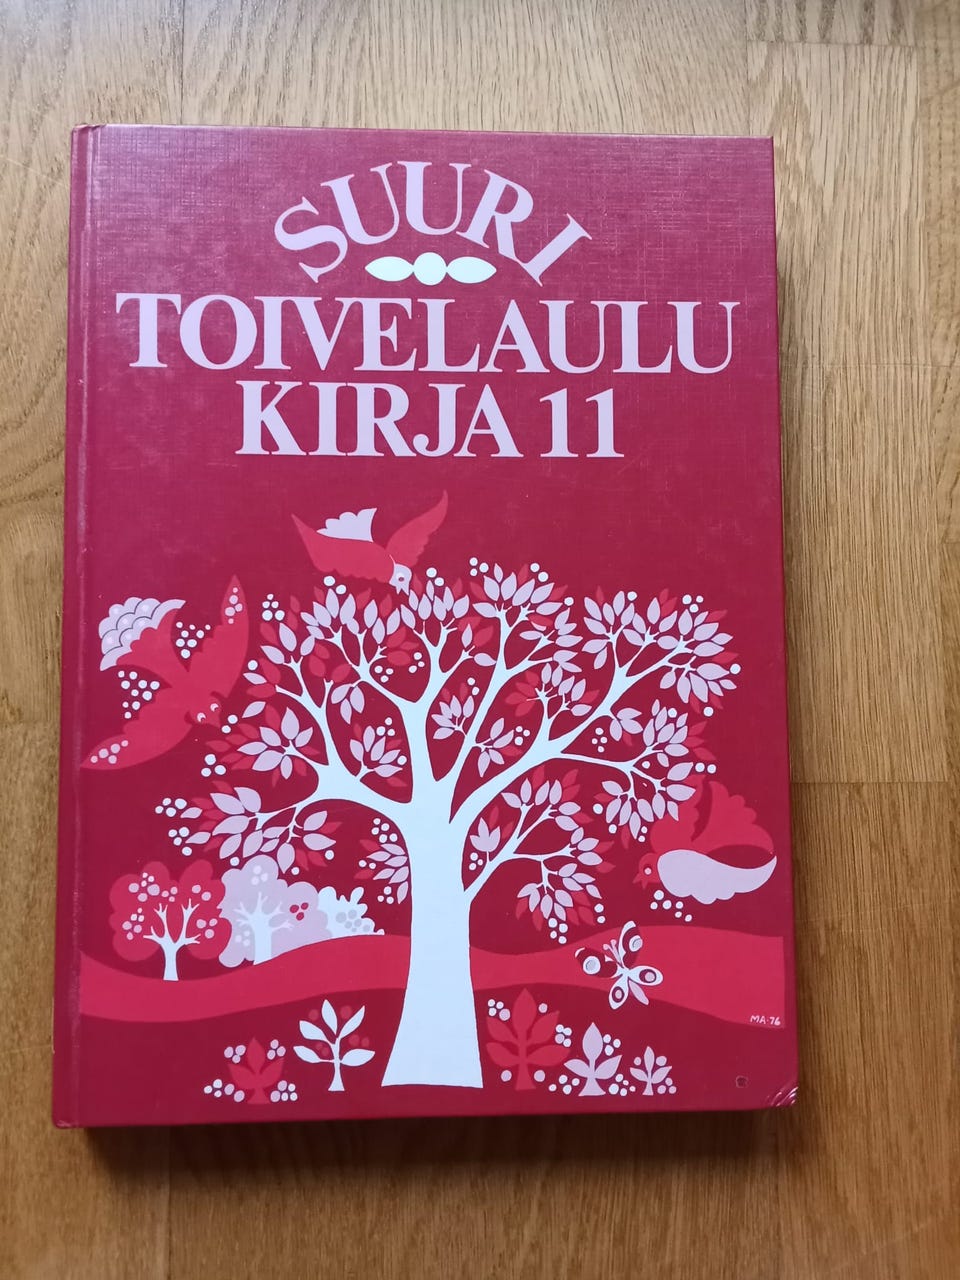 SUURI
TOIVELAULU
KIRJA 11
MA-76